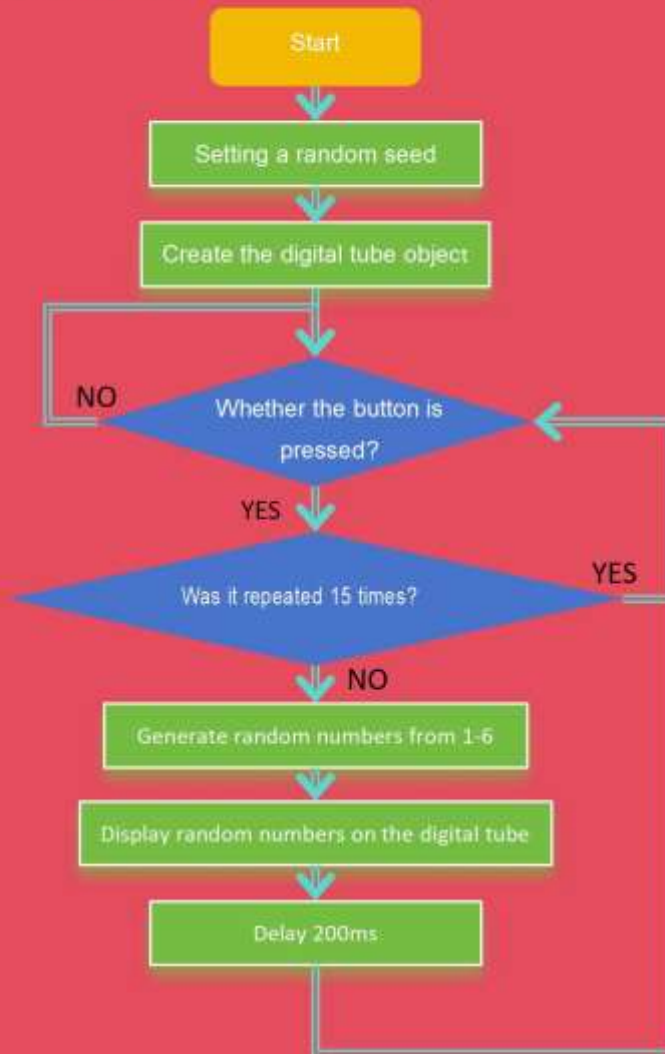 Start
Setting a random seed
Create the digital tube object
NO
Whether the button is
pressed?
YES
Was it repeated 15 times?
YES
NO
Generate random numbers from 1-6
Display random numbers on the digital tube
Delay 200ms